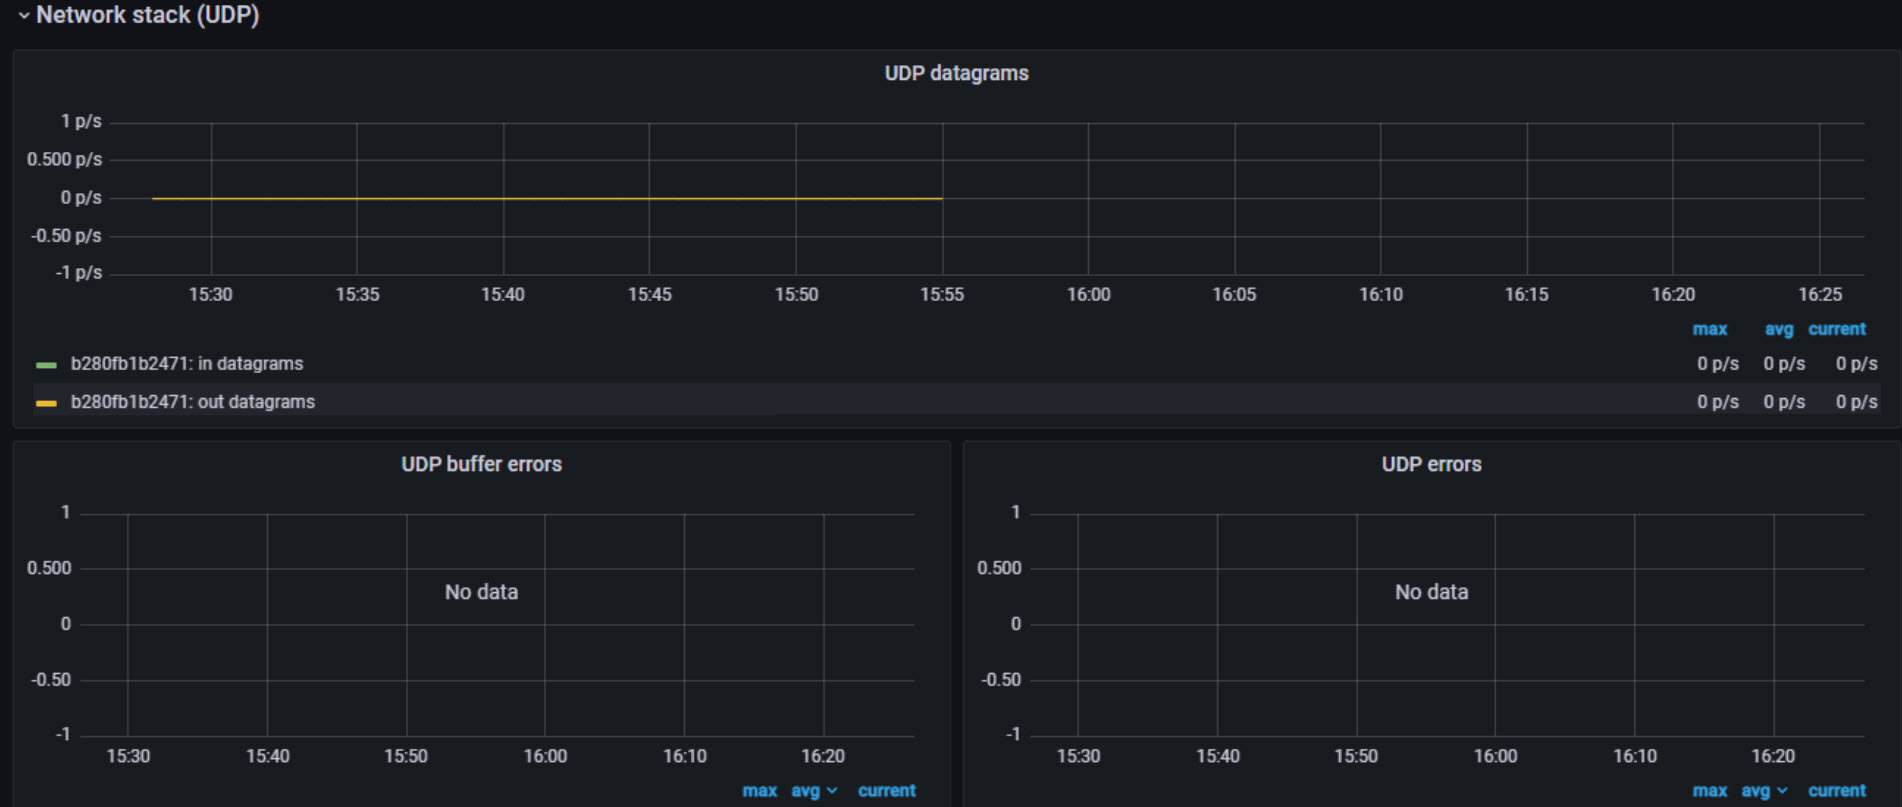 Network stack (UDP)
UDP datagrams
1 p/s
0.500 p/s
0 p/s
-0.50 p/s
-1 p/s
15:30 15:35 15:40 15:45 15:50 15:55 16:00 16:05 16:10 16:15 16:20 16:25
max avg current
b280fb1b2471: in datagrams 0 p/s 0 p/s 0 p/s
b280fb1b2471: out datagrams 0 p/s 0 p/s 0 p/s
UDP buffer errors
1
0.500
No data
0
-0.50
-1
15:30 15:40 15:50 16:00 16:10 16:20
max avg current
UDP errors
1
0.500
No data
0
-0.50
-1
15:30 15:40 15:50 16:00 16:10 16:20
max avg current